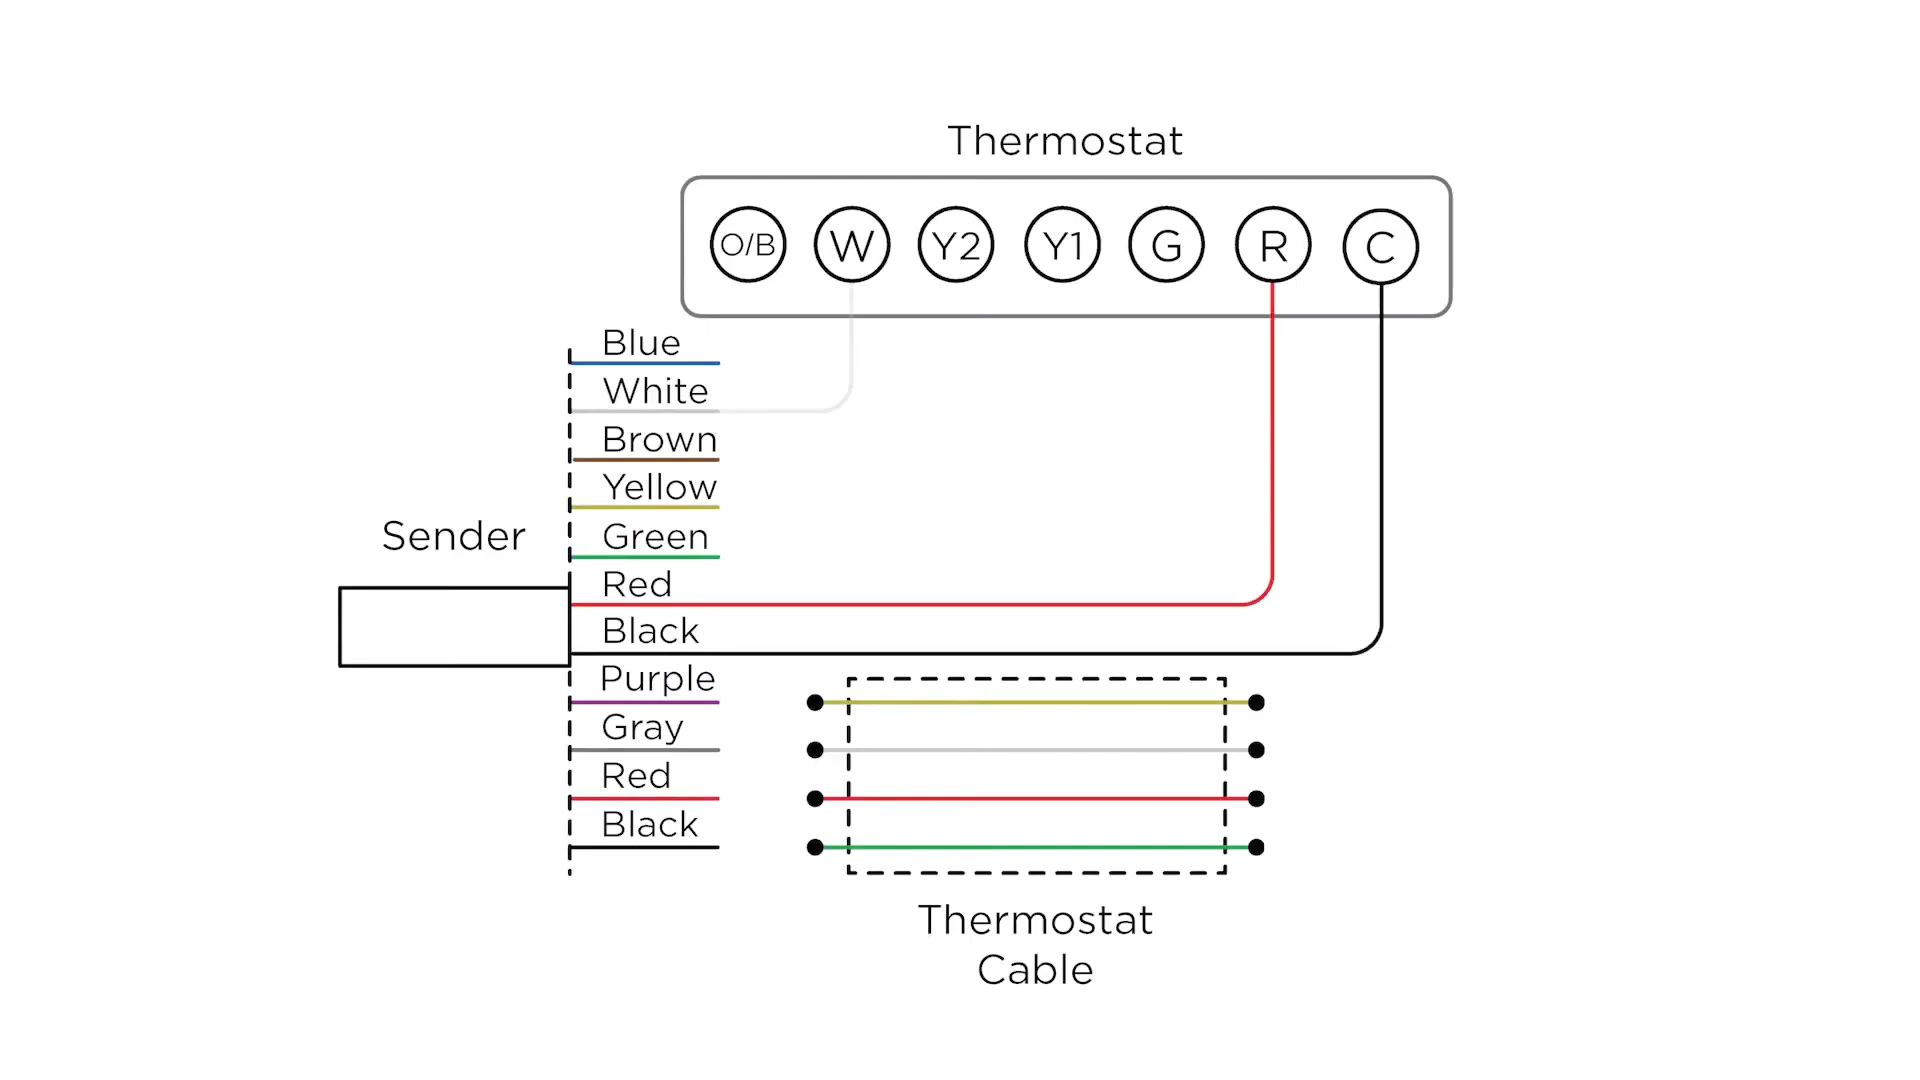 Thermostat
O/B W Y2 Y1 G R C
Blue
White
Brown
Yellow
Sender
Green
Red
Black
Purple
Gray
Red
Black
Thermostat
Cable